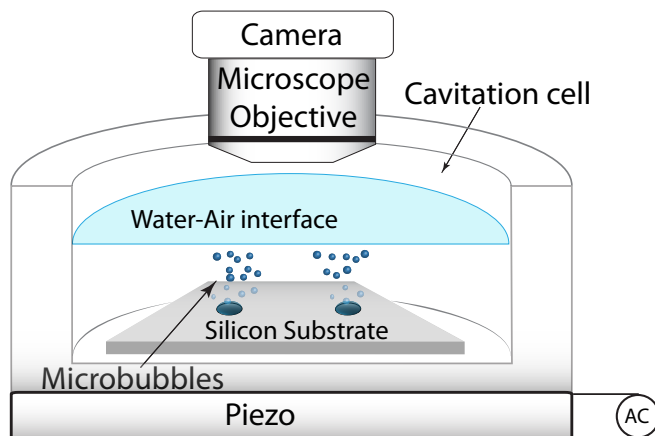 Camera
Microscope
Objective
Cavitation cell
Water-Air interface
Silicon Substrate
Microbubbles
Piezo
AC